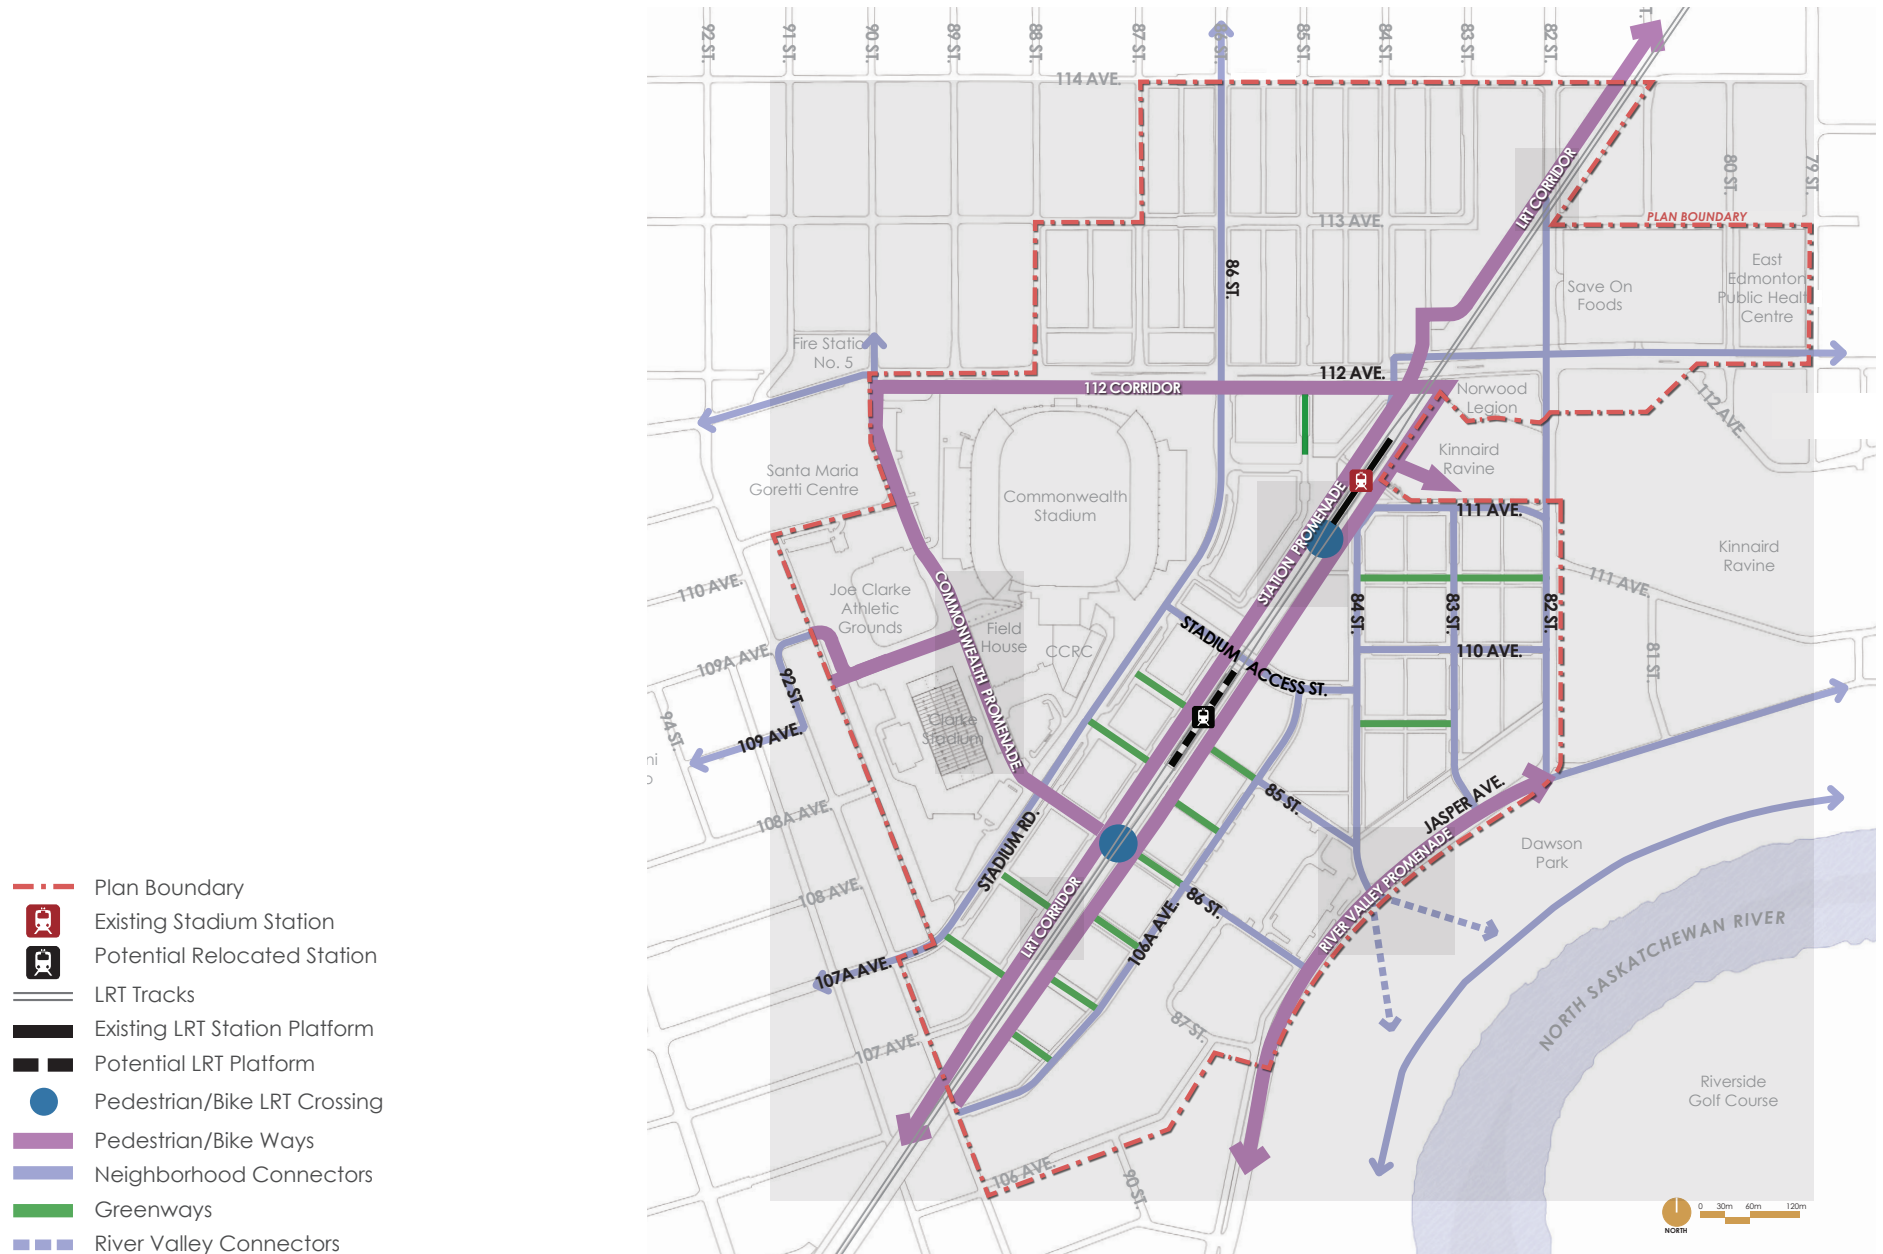 92 ST.
91 ST.
90 ST.
89 ST.
88 ST.
87 ST.
85 ST.
84 ST.
83 ST.
82 ST.
114 AVE.
LRT CORRIDOR
80 ST.
79 ST.
113 AVE.
PLAN BOUNDARY
86 ST.
East
Edmonton
Public Healt
Centre
Save On
Foods
Fire Statio
No. 5
112 AVE.
112 CORRIDOR
Norwood
Legion
112 AVE.
Kinnaird
Ravine
Santa Maria
Goretti Centre
Commonwealth
Stadium
STATION PROMENADE
111 AVE.
Kinnaird
Ravine
110 AVE.
Joe Clarke
Athletic
Grounds
COMMONWEALTH PROMENADE
111 AVE.
84 ST.
83 ST.
82 ST.
Field
House
CCRC
STADIUM ACCESS ST.
110 AVE.
81 ST.
109A AVE.
92 ST.
94 ST.
109 AVE.
Clarke
Stadium
ni
o
85 ST.
JASPER AVE.
108A AVE.
STADIUM RD.
RIVER VALLEY PROMENADE
Dawson
Park
108 AVE.
LRT CORRIDOR
86 ST.
106A AVE.
107A AVE.
NORTH SASKATCHEWAN RIVER
87 ST.
107 AVE.
Riverside
Golf Course
106 AVE.
90 ST.
0 30m 60m 120m
NORTH
Plan Boundary
Existing Stadium Station
Potential Relocated Station
LRT Tracks
Existing LRT Station Platform
Potential LRT Platform
Pedestrian/Bike LRT Crossing
Pedestrian/Bike Ways
Neighborhood Connectors
Greenways
River Valley Connectors